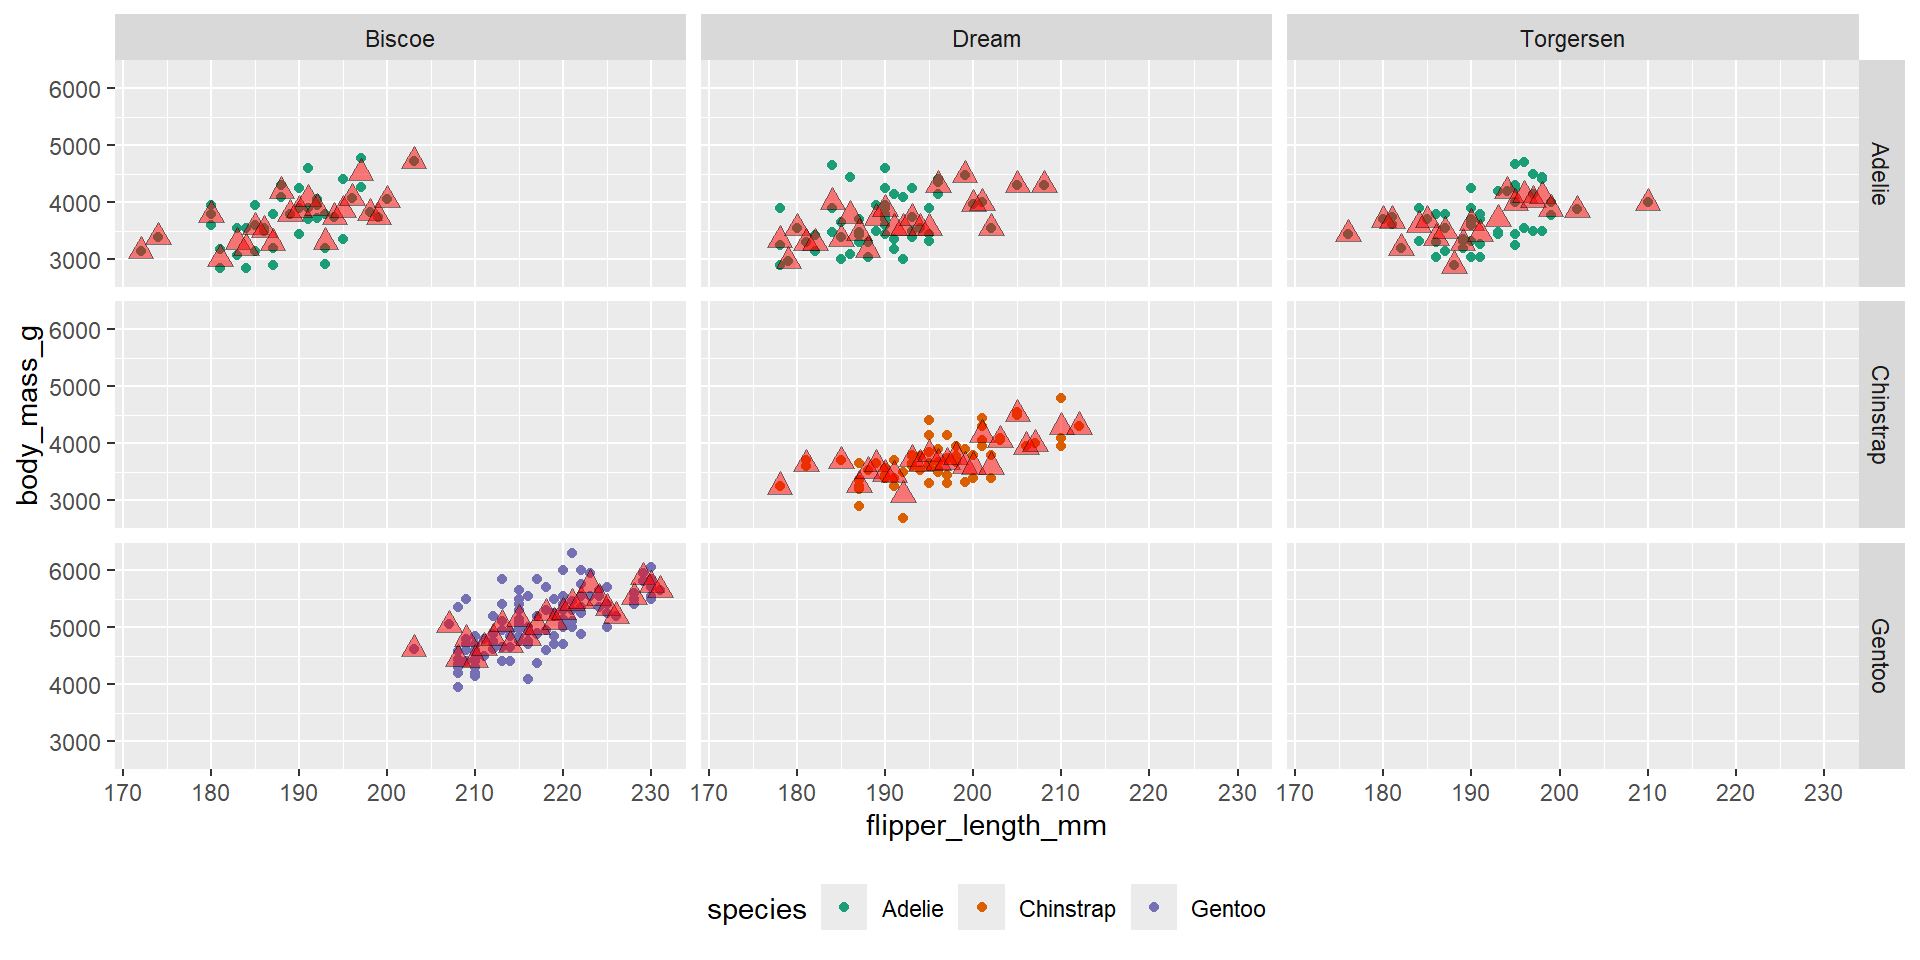 Biscoe Dream Torgersen
6000
5000
4000
3000
Adelie
6000
5000
4000
3000
Chinstrap
6000
5000
4000
3000
Gentoo
body_mass_g
170 180 190 200 210 220 230 170 180 190 200 210 220 230 170 180 190 200 210 220 230
flipper_length_mm
species Adelie Chinstrap Gentoo